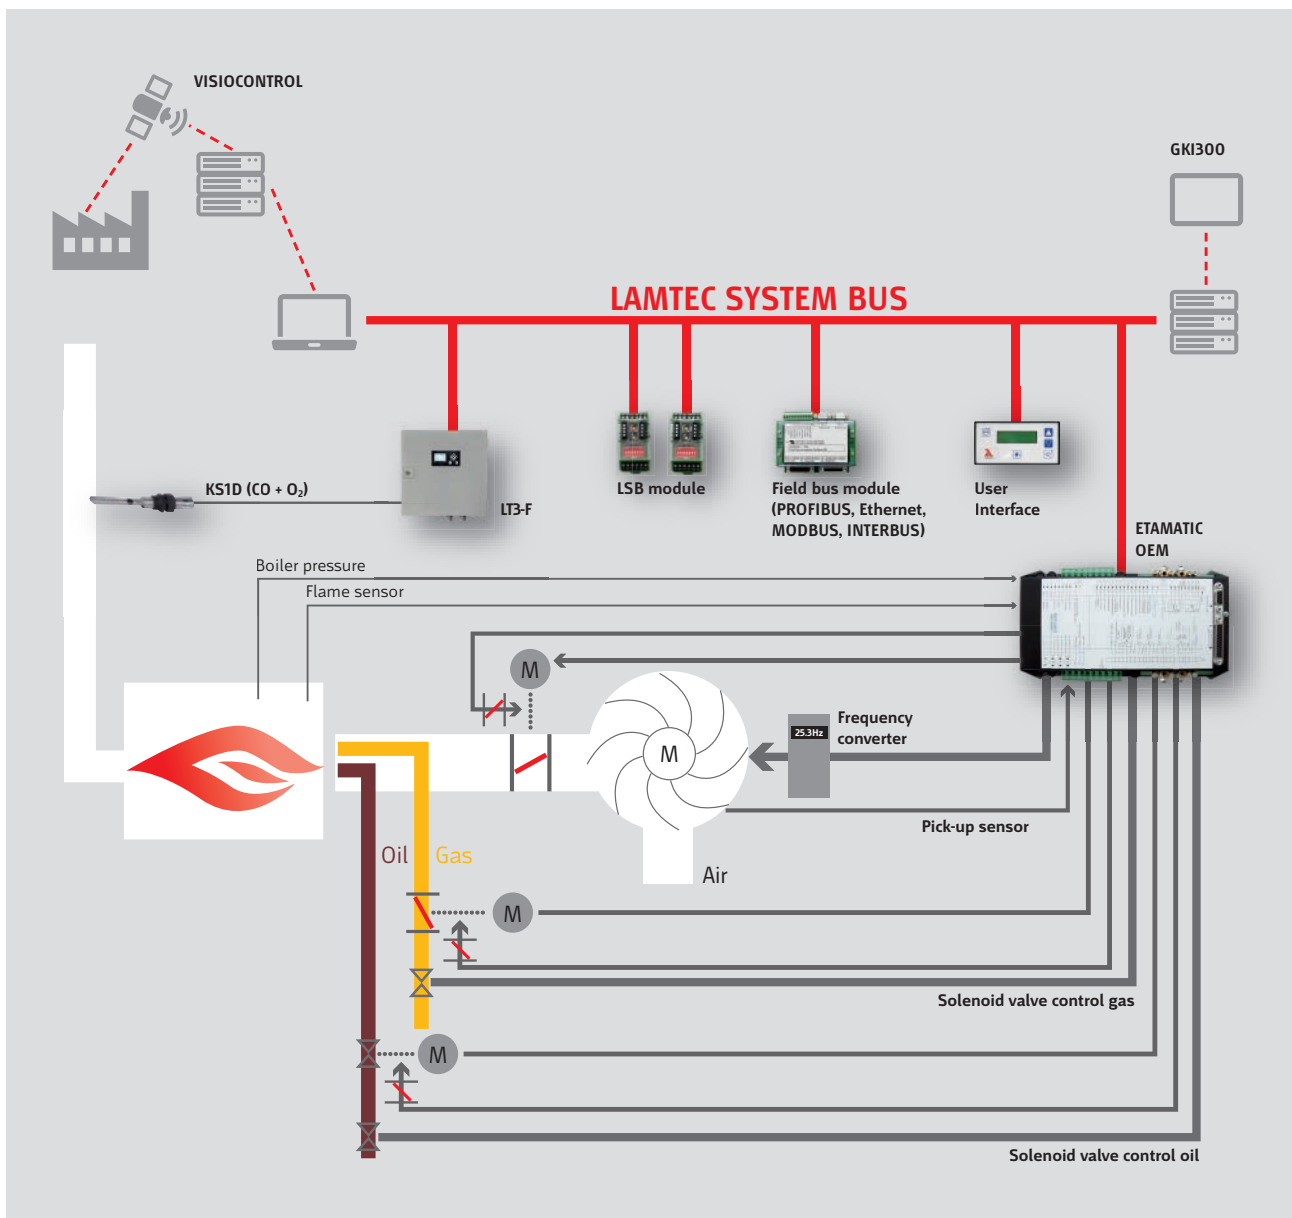 VISIOCONTROL
GKI300
LAMTEC SYSTEM BUS
KS1D (CO + O₂)
LT3-F
LSB module
Field bus module
(PROFIBUS, Ethernet,
MODBUS, INTERBUS)
User
Interface
ETAMATIC
OEM
Boiler pressure
Flame sensor
M
M
25.3Hz
Frequency
converter
Pick-up sensor
Oil
Gas
Air
M
Solenoid valve control gas
M
Solenoid valve control oil